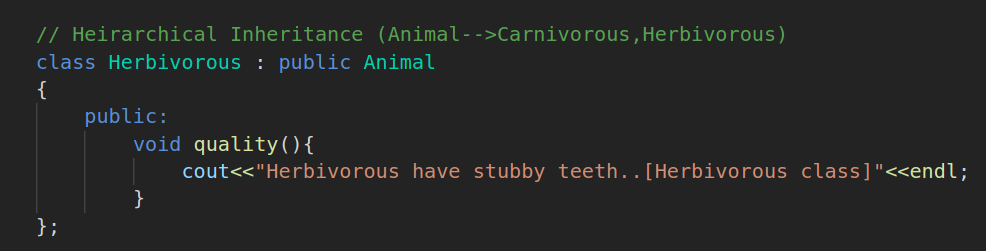 // Heirarchical Inheritance (Animal-->Carnivorous,Herbivorous)
class Herbivorous : public Animal
{
    public:
        void quality(){
            cout<<"Herbivorous have stubby teeth..[Herbivorous class]"<<endl;
        }
};